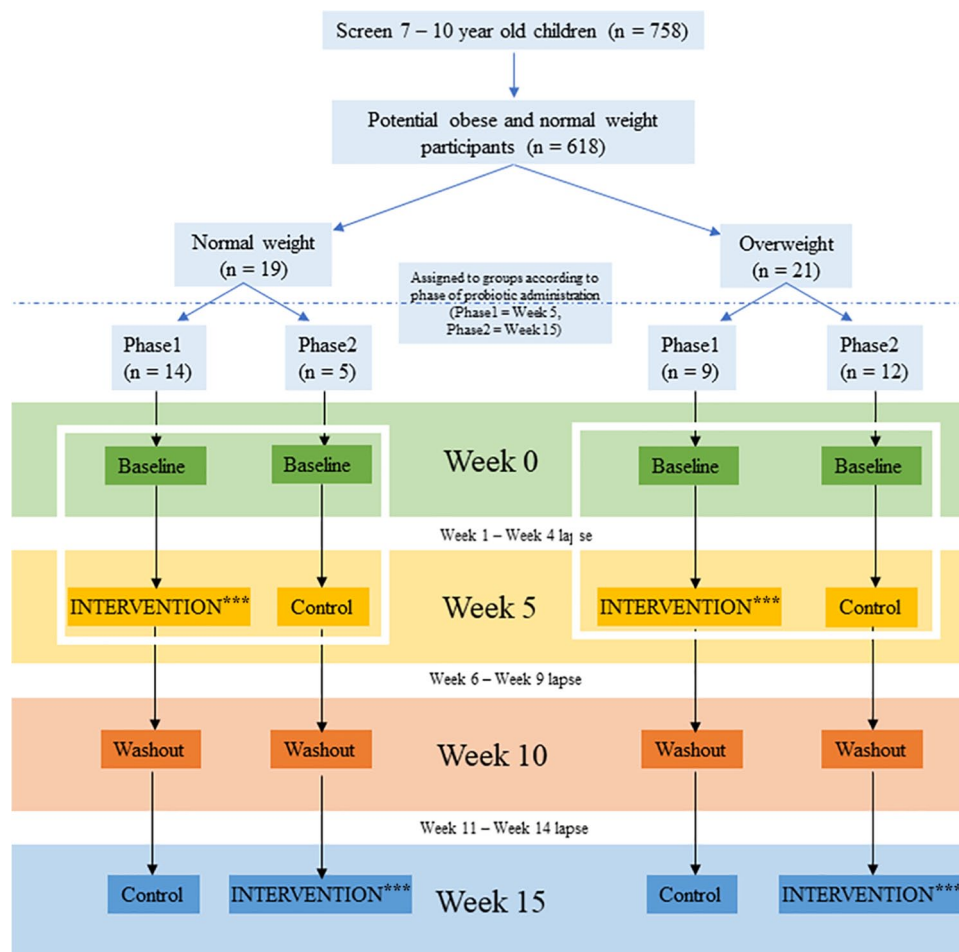 Screen 7 – 10 year old children (n = 758)
Potential obese and normal weight
participants (n = 618)
Normal weight
(n = 19)
Overweight
(n = 21)
Assigned to groups according to
phase of probiotic administration
(Phase1 = Week 5,
Phase2 = Week 15)
Phase1
(n = 14)
Phase2
(n = 5)
Phase1
(n = 9)
Phase2
(n = 12)
Baseline
Baseline
Week 0
Baseline
Baseline
Week 1 – Week 4 lapse
INTERVENTION***
Control
Week 5
INTERVENTION***
Control
Week 6 – Week 9 lapse
Washout
Washout
Week 10
Washout
Washout
Week 11 – Week 14 lapse
Control
INTERVENTION***
Week 15
Control
INTERVENTION***